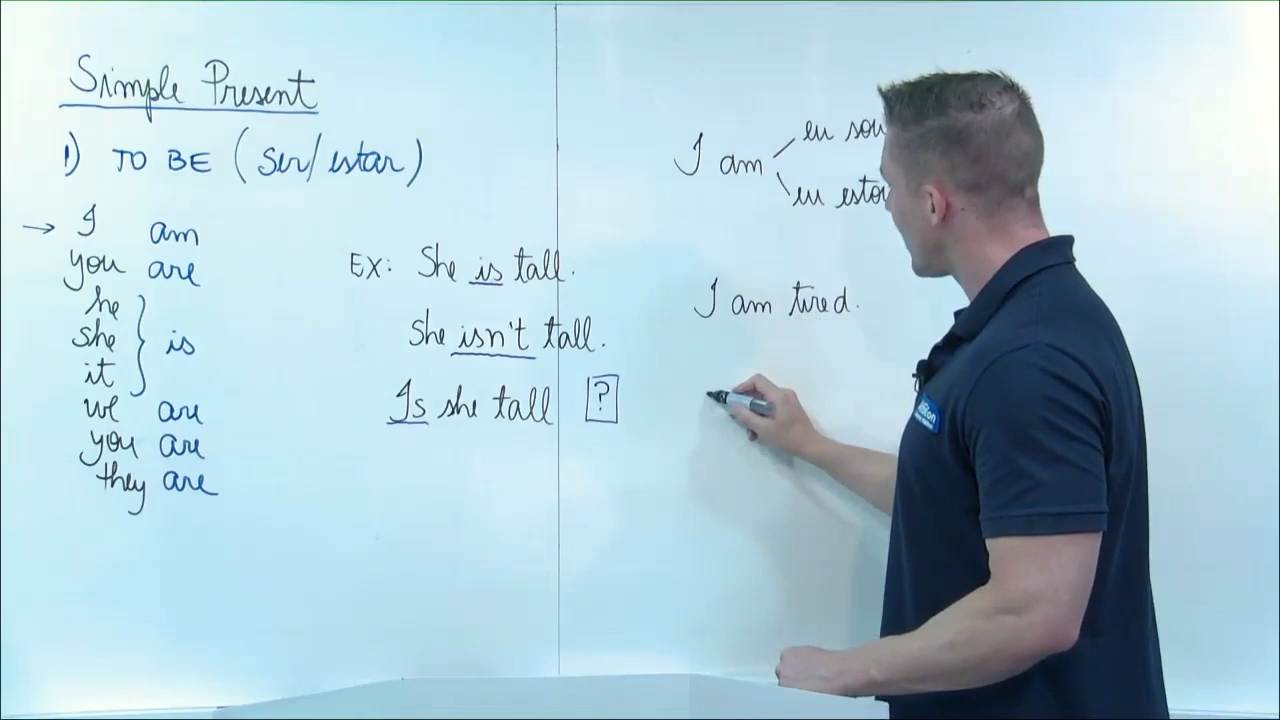 Simple Present
1) TO BE (ser/estar)
→ I am
you are
he
she
it
is
we are
you are
they are
EX: She is tall.
She isn't tall.
Is she tall ?
I am
eu sou
eu esto
I am tired.